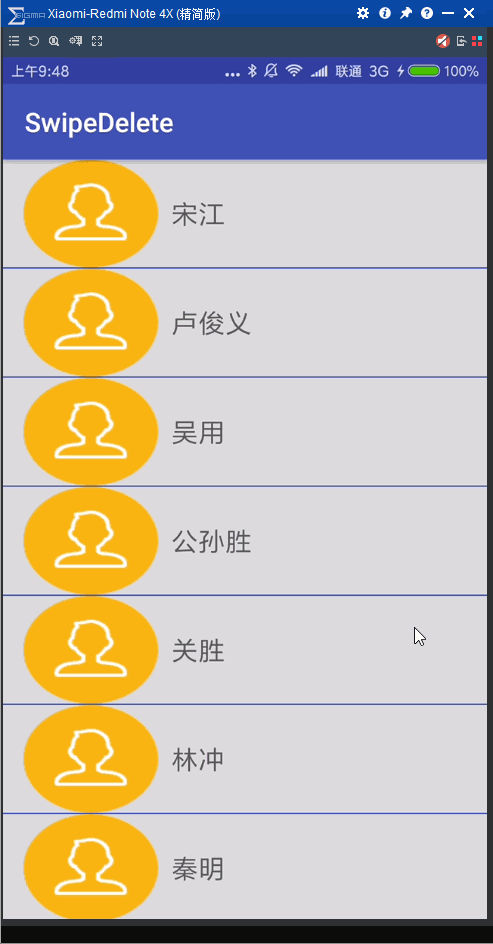 SIGMA Xiaomi-Redmi Note 4X (精简版)
上午9:48 ... 联通 3G 100%
SwipeDelete
宋江
卢俊义
吴用
公孙胜
关胜
林冲
秦明